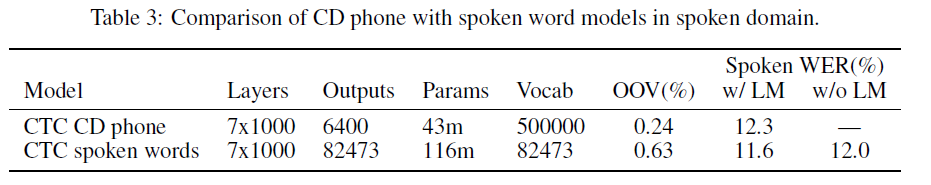 Table 3: Comparison of CD phone with spoken word models in spoken domain.
Spoken WER(%)
Model Layers Outputs Params Vocab OOV(%) w/ LM w/o LM
CTC CD phone 7x1000 6400 43m 500000 0.24 12.3 —
CTC spoken words 7x1000 82473 116m 82473 0.63 11.6 12.0